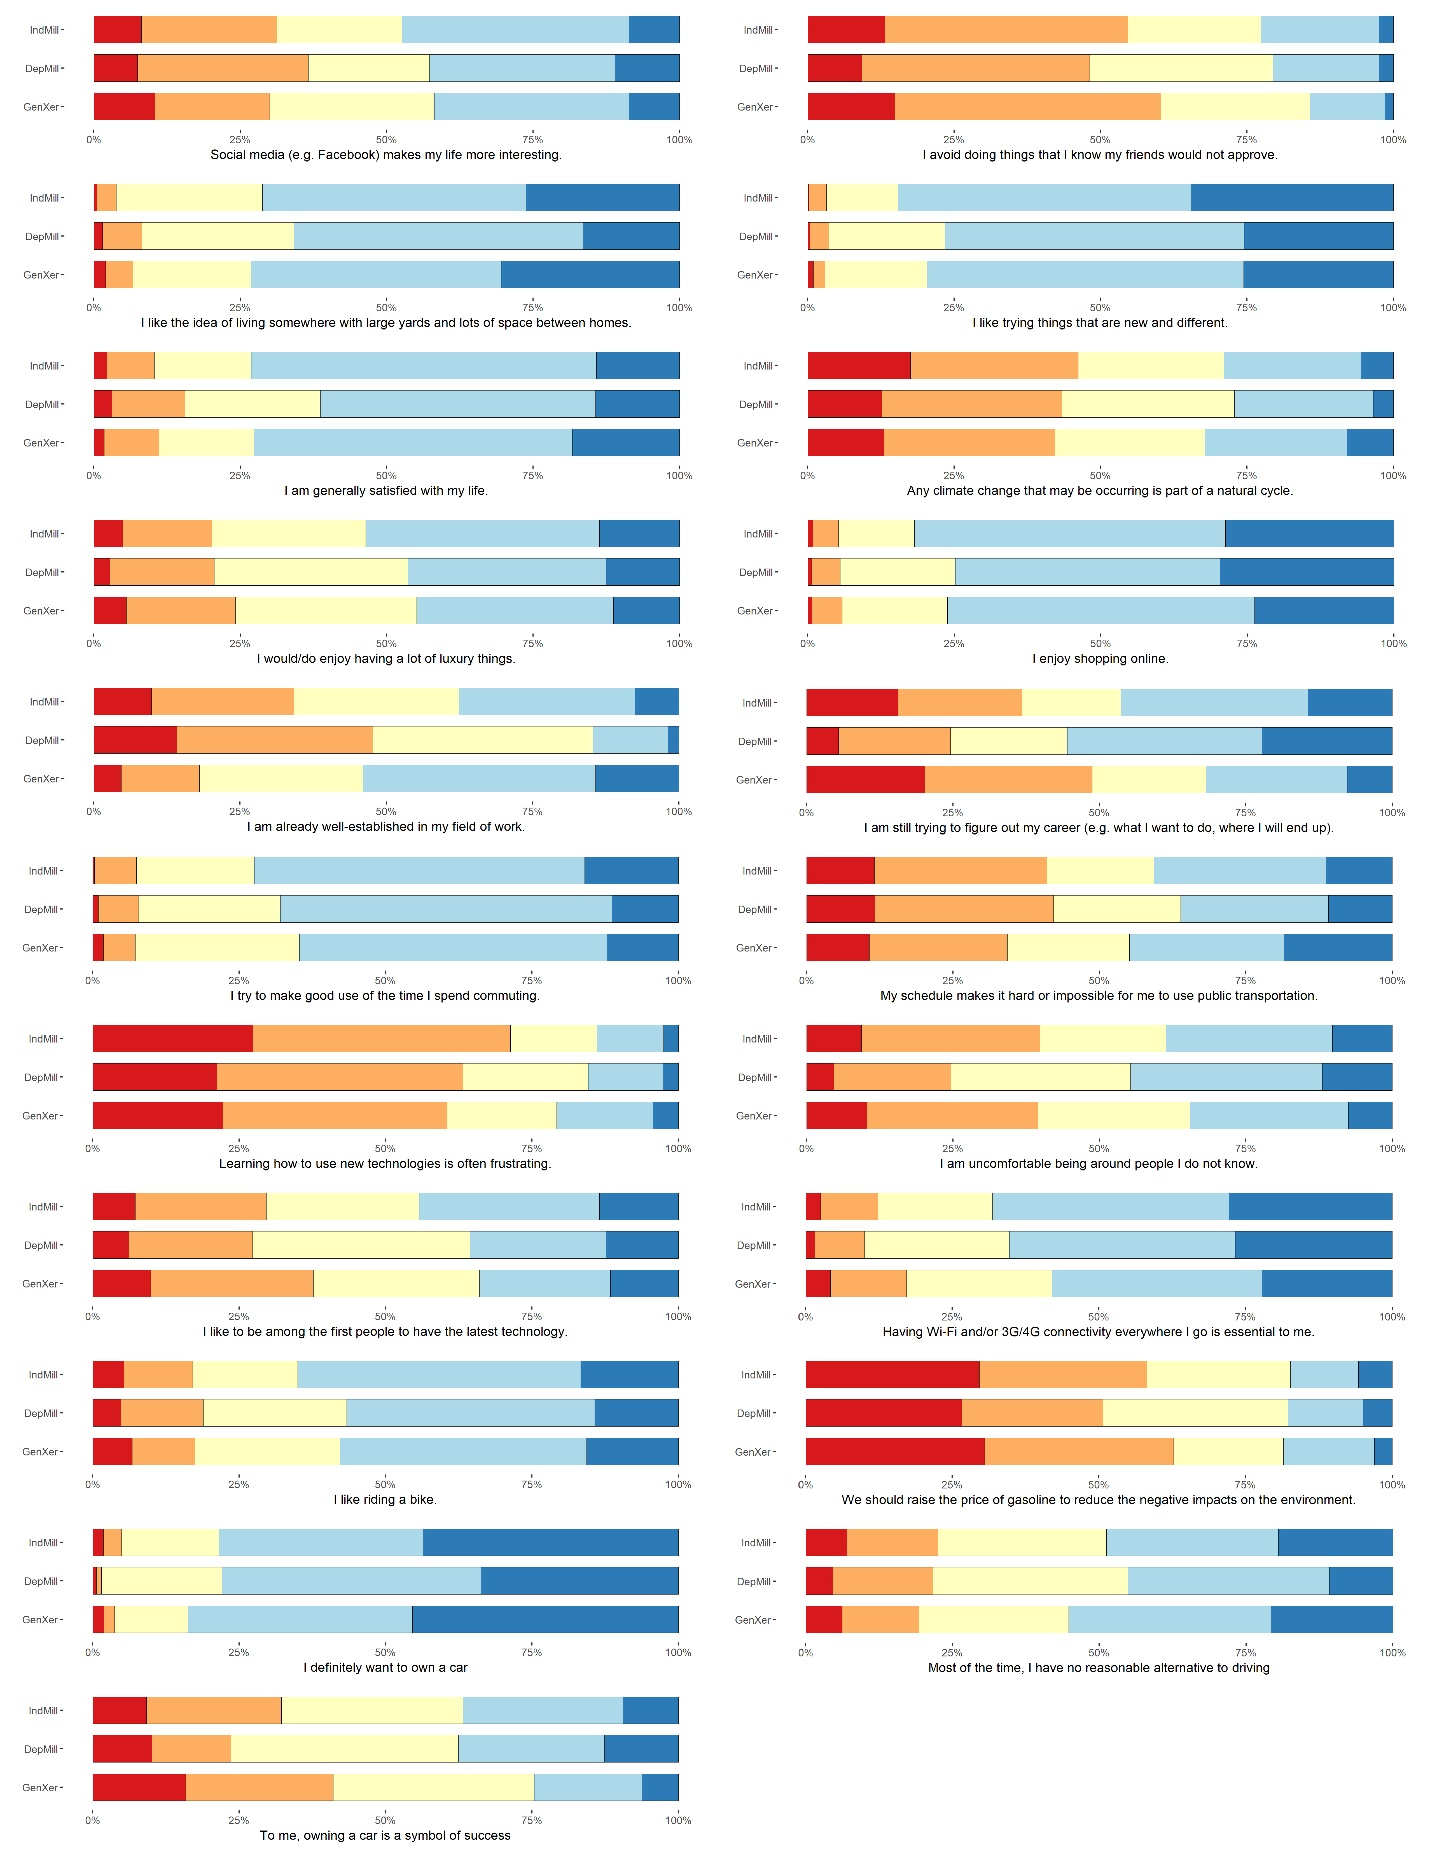 IndMill
DepMill
GenXer
0% 25% 50% 75% 100%
Social media (e.g. Facebook) makes my life more interesting.
IndMill
DepMill
GenXer
0% 25% 50% 75% 100%
I avoid doing things that I know my friends would not approve.
IndMill
DepMill
GenXer
0% 25% 50% 75% 100%
I like the idea of living somewhere with large yards and lots of space between homes.
IndMill
DepMill
GenXer
0% 25% 50% 75% 100%
I like trying things that are new and different.
IndMill
DepMill
GenXer
0% 25% 50% 75% 100%
I am generally satisfied with my life.
IndMill
DepMill
GenXer
0% 25% 50% 75% 100%
Any climate change that may be occurring is part of a natural cycle.
IndMill
DepMill
GenXer
0% 25% 50% 75% 100%
I would/do enjoy having a lot of luxury things.
IndMill
DepMill
GenXer
0% 25% 50% 75% 100%
I enjoy shopping online.
IndMill
DepMill
GenXer
0% 25% 50% 75% 100%
I am already well-established in my field of work.
IndMill
DepMill
GenXer
0% 25% 50% 75% 100%
I am still trying to figure out my career (e.g. what I want to do, where I will end up).
IndMill
DepMill
GenXer
0% 25% 50% 75% 100%
I try to make good use of the time I spend commuting.
IndMill
DepMill
GenXer
0% 25% 50% 75% 100%
My schedule makes it hard or impossible for me to use public transportation.
IndMill
DepMill
GenXer
0% 25% 50% 75% 100%
Learning how to use new technologies is often frustrating.
IndMill
DepMill
GenXer
0% 25% 50% 75% 100%
I am uncomfortable being around people I do not know.
IndMill
DepMill
GenXer
0% 25% 50% 75% 100%
I like to be among the first people to have the latest technology.
IndMill
DepMill
GenXer
0% 25% 50% 75% 100%
Having Wi-Fi and/or 3G/4G connectivity everywhere I go is essential to me.
IndMill
DepMill
GenXer
0% 25% 50% 75% 100%
I like riding a bike.
IndMill
DepMill
GenXer
0% 25% 50% 75% 100%
We should raise the price of gasoline to reduce the negative impacts on the environment.
IndMill
DepMill
GenXer
0% 25% 50% 75% 100%
I definitely want to own a car
IndMill
DepMill
GenXer
0% 25% 50% 75% 100%
Most of the time, I have no reasonable alternative to driving
IndMill
DepMill
GenXer
0% 25% 50% 75% 100%
To me, owning a car is a symbol of success